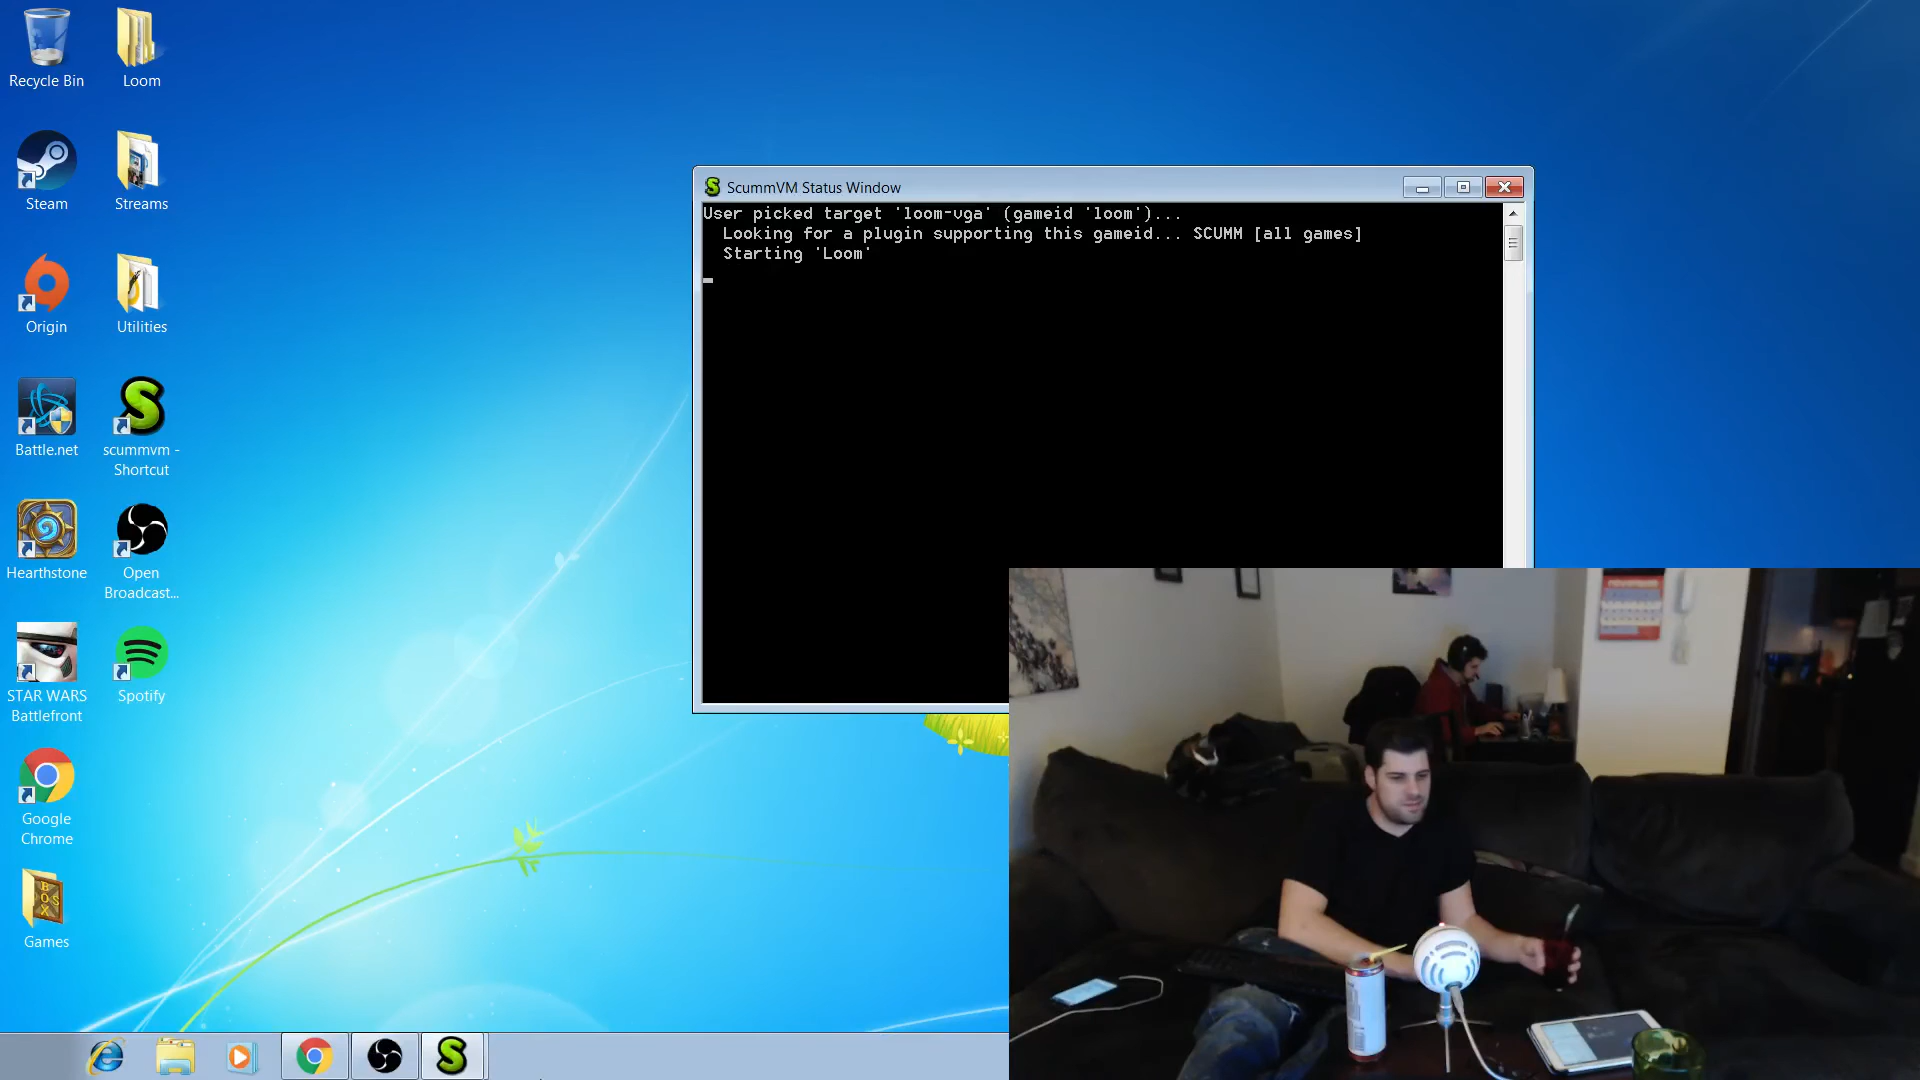 Recycle Bin
Loom
Steam
Streams
Origin
Utilities
Battle.net
scummvm -
Shortcut
Hearthstone
Open
Broadcast...
STAR WARS
Battlefront
Spotify
Google
Chrome
BOX
Games
ScummVM Status Window
User picked target 'loom-vga' (gameid 'loom')...
Looking for a plugin supporting this gameid... SCUMM [all games]
Starting 'Loom'